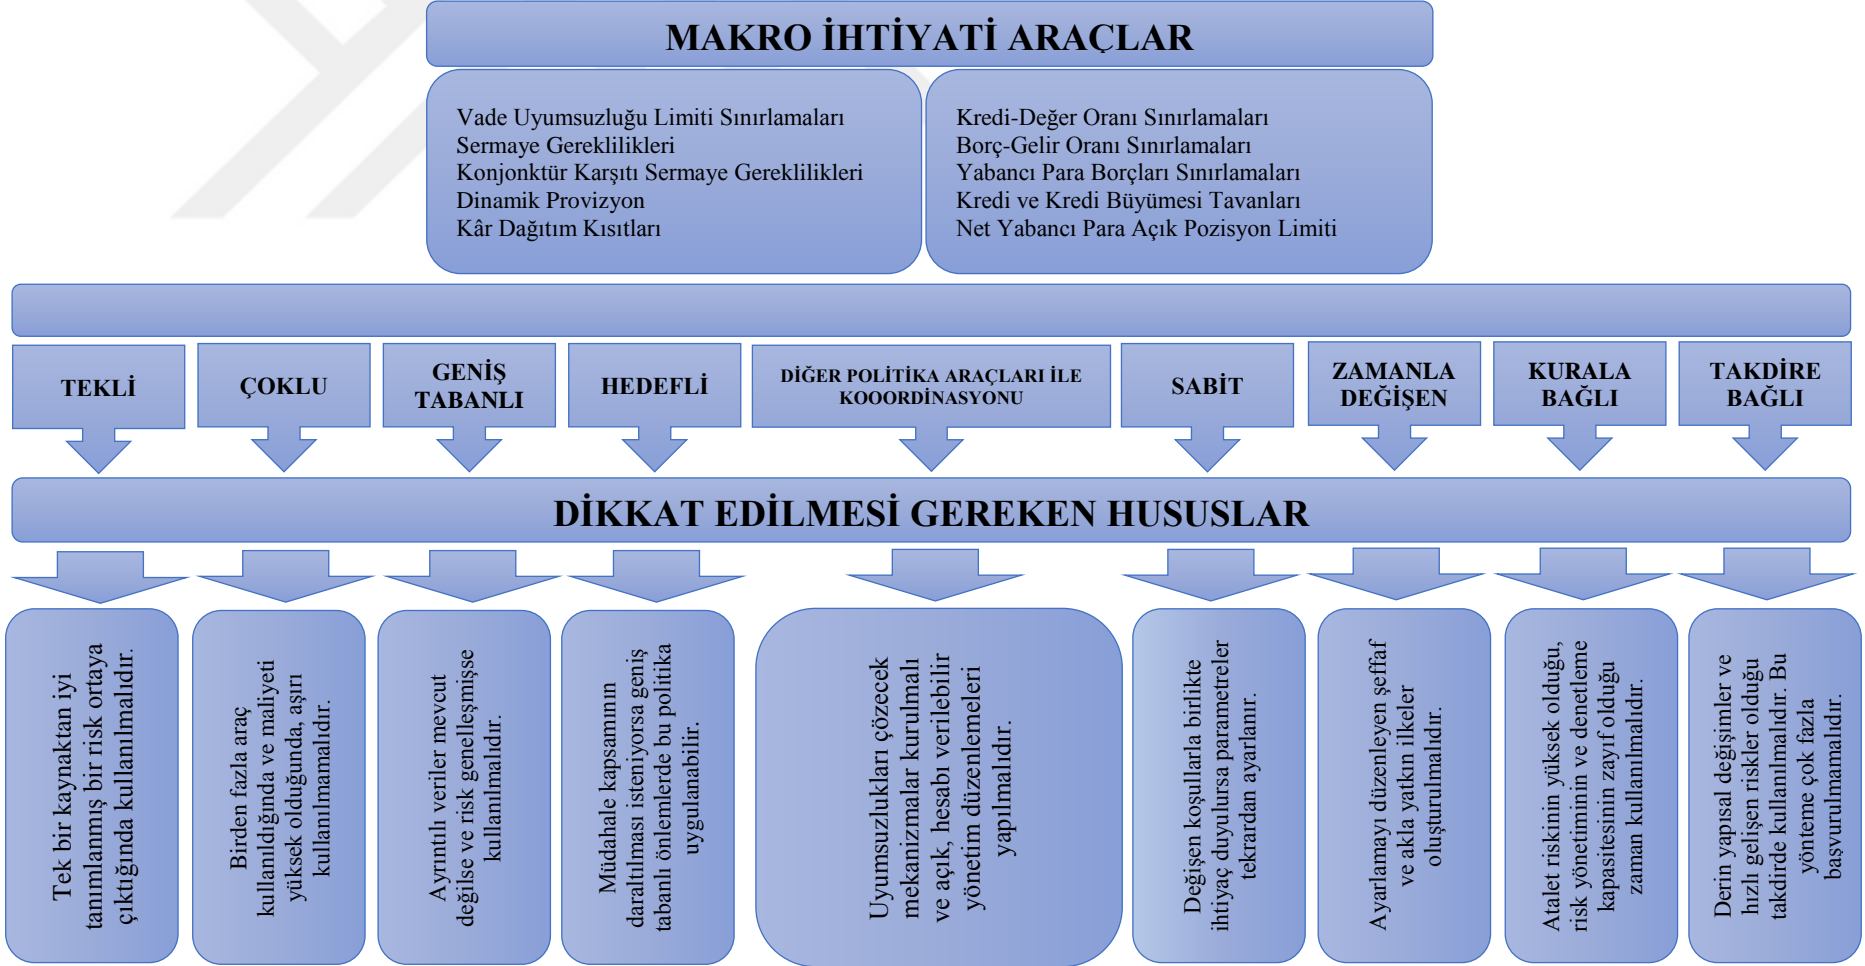 MAKRO İHTİYATİ ARAÇLAR
Vade Uyumsuzluğu Limiti Sınırlamaları
Sermaye Gereklilikleri
Konjonktür Karşıtı Sermaye Gereklilikleri
Dinamik Provizyon
Kâr Dağıtım Kısıtları
Kredi-Değer Oranı Sınırlamaları
Borç-Gelir Oranı Sınırlamaları
Yabancı Para Borçları Sınırlamaları
Kredi ve Kredi Büyümesi Tavanları
Net Yabancı Para Açık Pozisyon Limiti
TEKLİ
ÇOKLU
GENİŞ
TABANLI
HEDEFLİ
DİĞER POLİTİKA ARAÇLARI İLE
KOOORDİNASYONU
SABİT
ZAMANLA
DEĞİŞEN
KURALA
BAĞLI
TAKDİRE
BAĞLI
DİKKAT EDİLMESİ GEREKEN HUSUSLAR
Tek bir kaynaktan iyi
tanımlanmış bir risk ortaya
çıktığında kullanılmalıdır.
Birden fazla araç
kullanıldığında ve maliyeti
yüksek olduğunda, aşırı
kullanılmamalıdır.
Ayrıntılı veriler mevcut
değilse ve risk genelleşmişse
kullanılmalıdır.
Müdahale kapsamının
daraltılması isteniyorsa geniş
tabanlı önlemlerde bu politika
uygulanabilir.
Uyumsuzlukları çözecek
mekanizmalar kurulmalı
ve açık, hesabı verilebilir
yönetim düzenlemeleri
yapılmalıdır.
Değişen koşullarla birlikte
ihtiyaç duyulursa parametreler
tekrardan ayarlanır.
Ayarlamayı düzenleyen şeffaf
ve akla yatkın ilkeler
oluşturulmalıdır.
Atalet riskinin yüksek olduğu,
risk yönetiminin ve denetleme
kapasitesinin zayıf olduğu
zaman kullanılmalıdır.
Derin yapısal değişimler ve
hızlı gelişen riskler olduğu
takdirde kullanılmalıdır. Bu
yönteme çok fazla
başvurulmamalıdır.